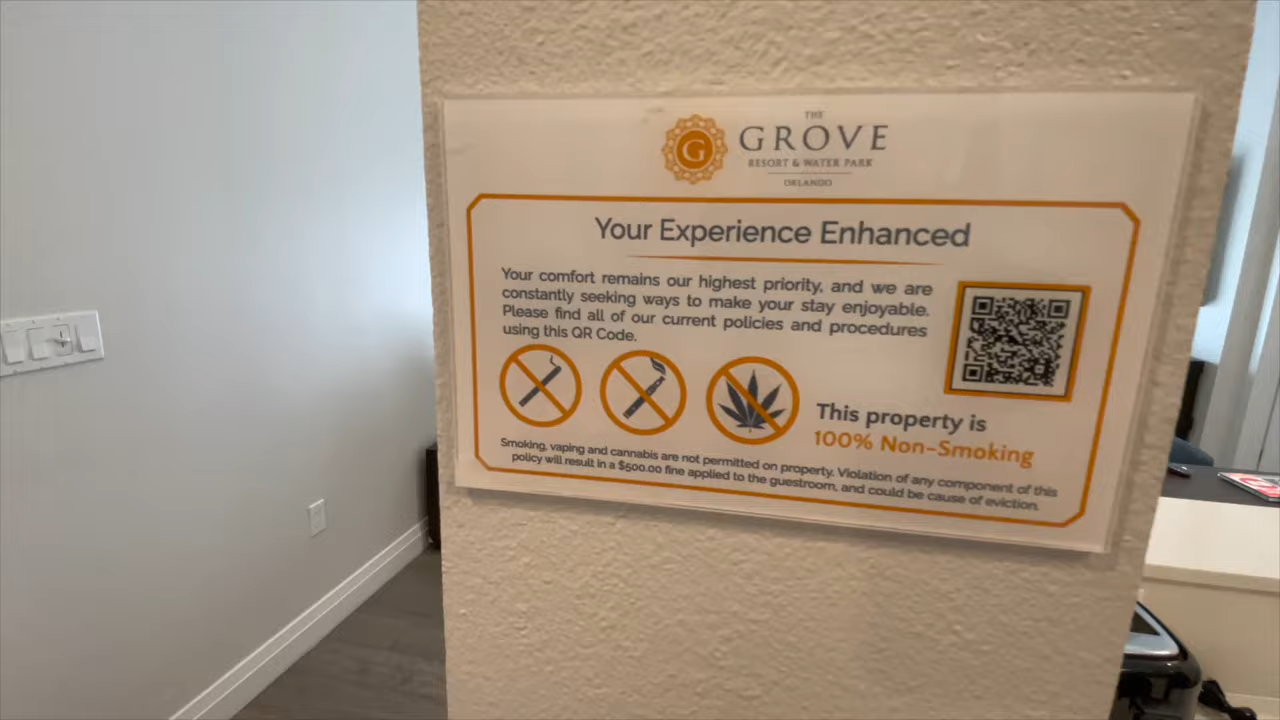 THE
GROVE
RESORT & WATER PARK
ORLANDO
G
Your Experience Enhanced
Your comfort remains our highest priority, and we are
constantly seeking ways to make your stay enjoyable.
Please find all of our current policies and procedures
using this QR Code.
This property is
100% Non-Smoking
Smoking, vaping and cannabis are not permitted on property. Violation of any component of this
policy will result in a $500.00 fine applied to the guestroom, and could be cause of eviction.